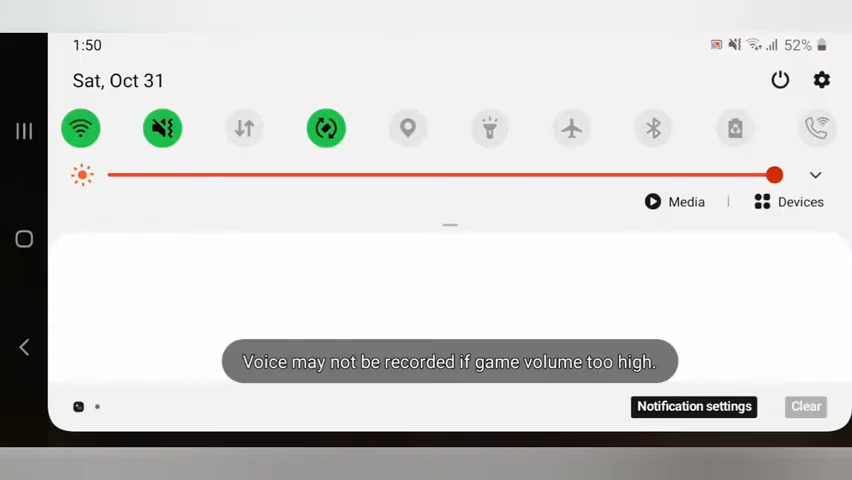 1:50
52%
Sat, Oct 31
Media
Devices
Voice may not be recorded if game volume too high.
Notification settings
Clear